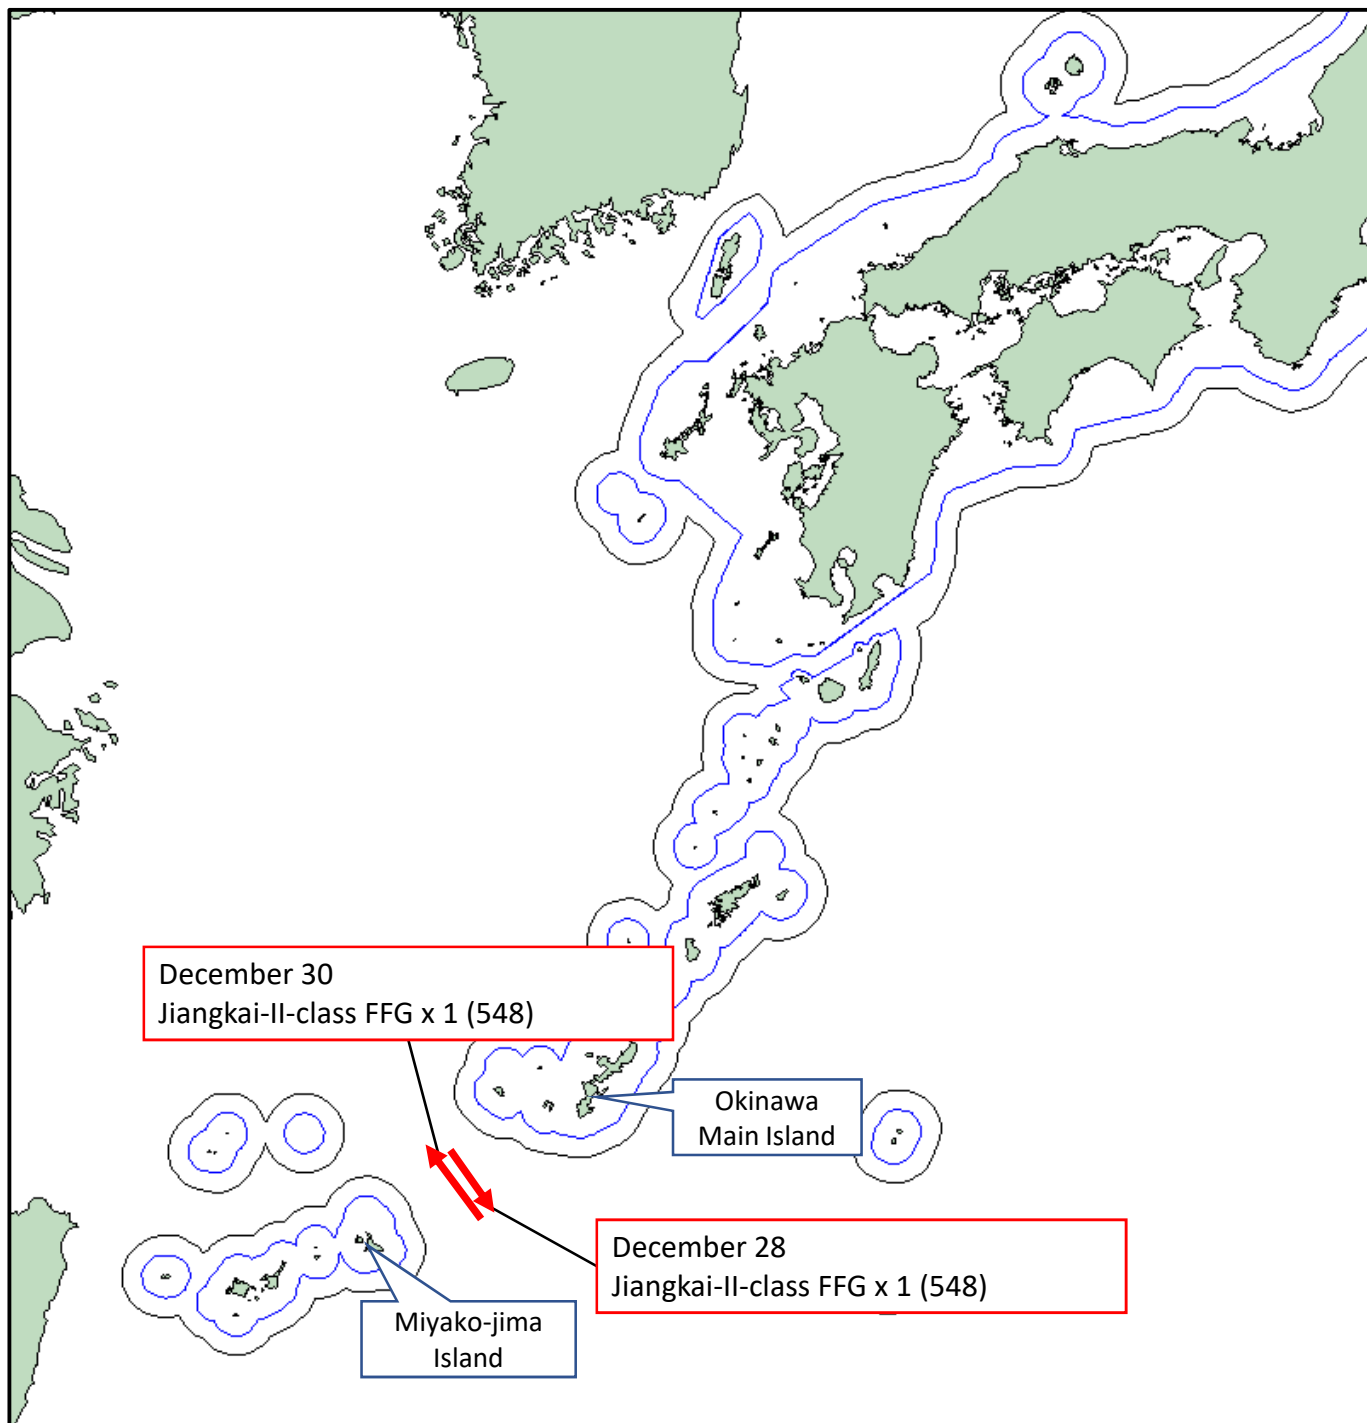 December 30
Jiangkai-II-class FFG x 1 (548)
Okinawa
Main Island
December 28
Jiangkai-II-class FFG x 1 (548)
Miyako-jima
Island